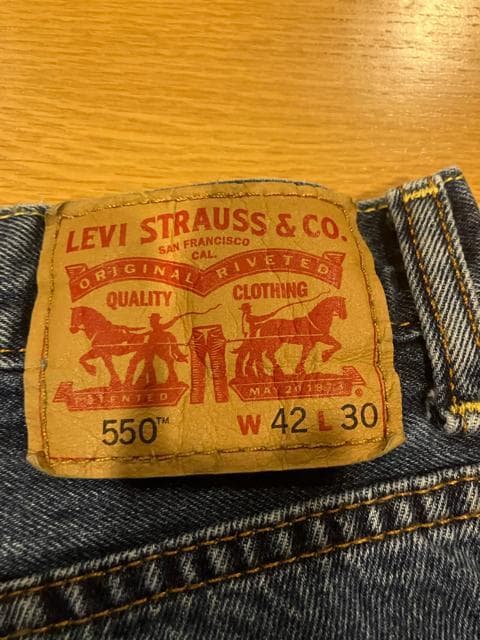 LEVI STRAUSS & CO.
SAN FRANCISCO
CAL.
ORIGINAL RIVETED
QUALITY CLOTHING
PATENTED MAY 20 1873
®
550™ W 42 L 30